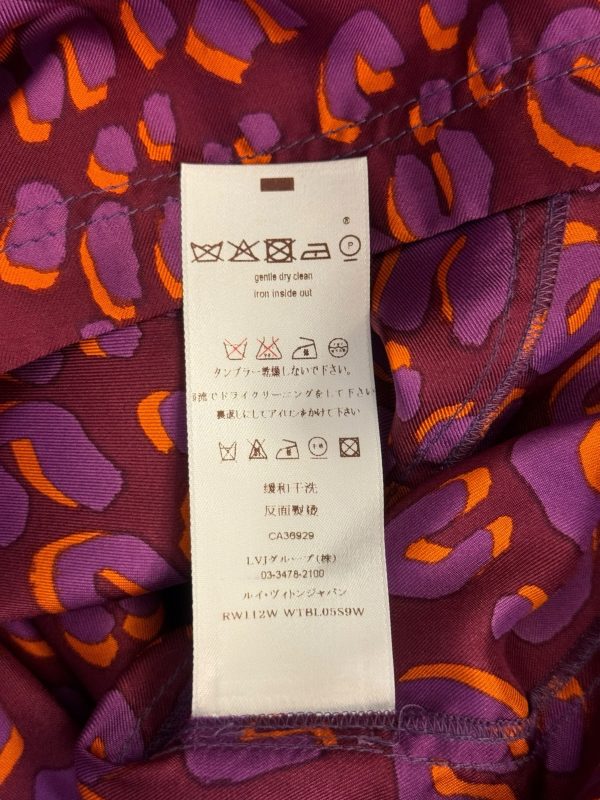 ®
P
gentle dry clean
iron inside out
タンブラー乾燥しないで下さい。
弱流でドライクリーニングをして下さい
裏返しにしてアイロンをかけて下さい
缓和干洗
反面製熨
CA36929
LVJグループ(株)
03-3478-2100
ルイ・ヴィトンジャパン
RW112W WTBL05S9W